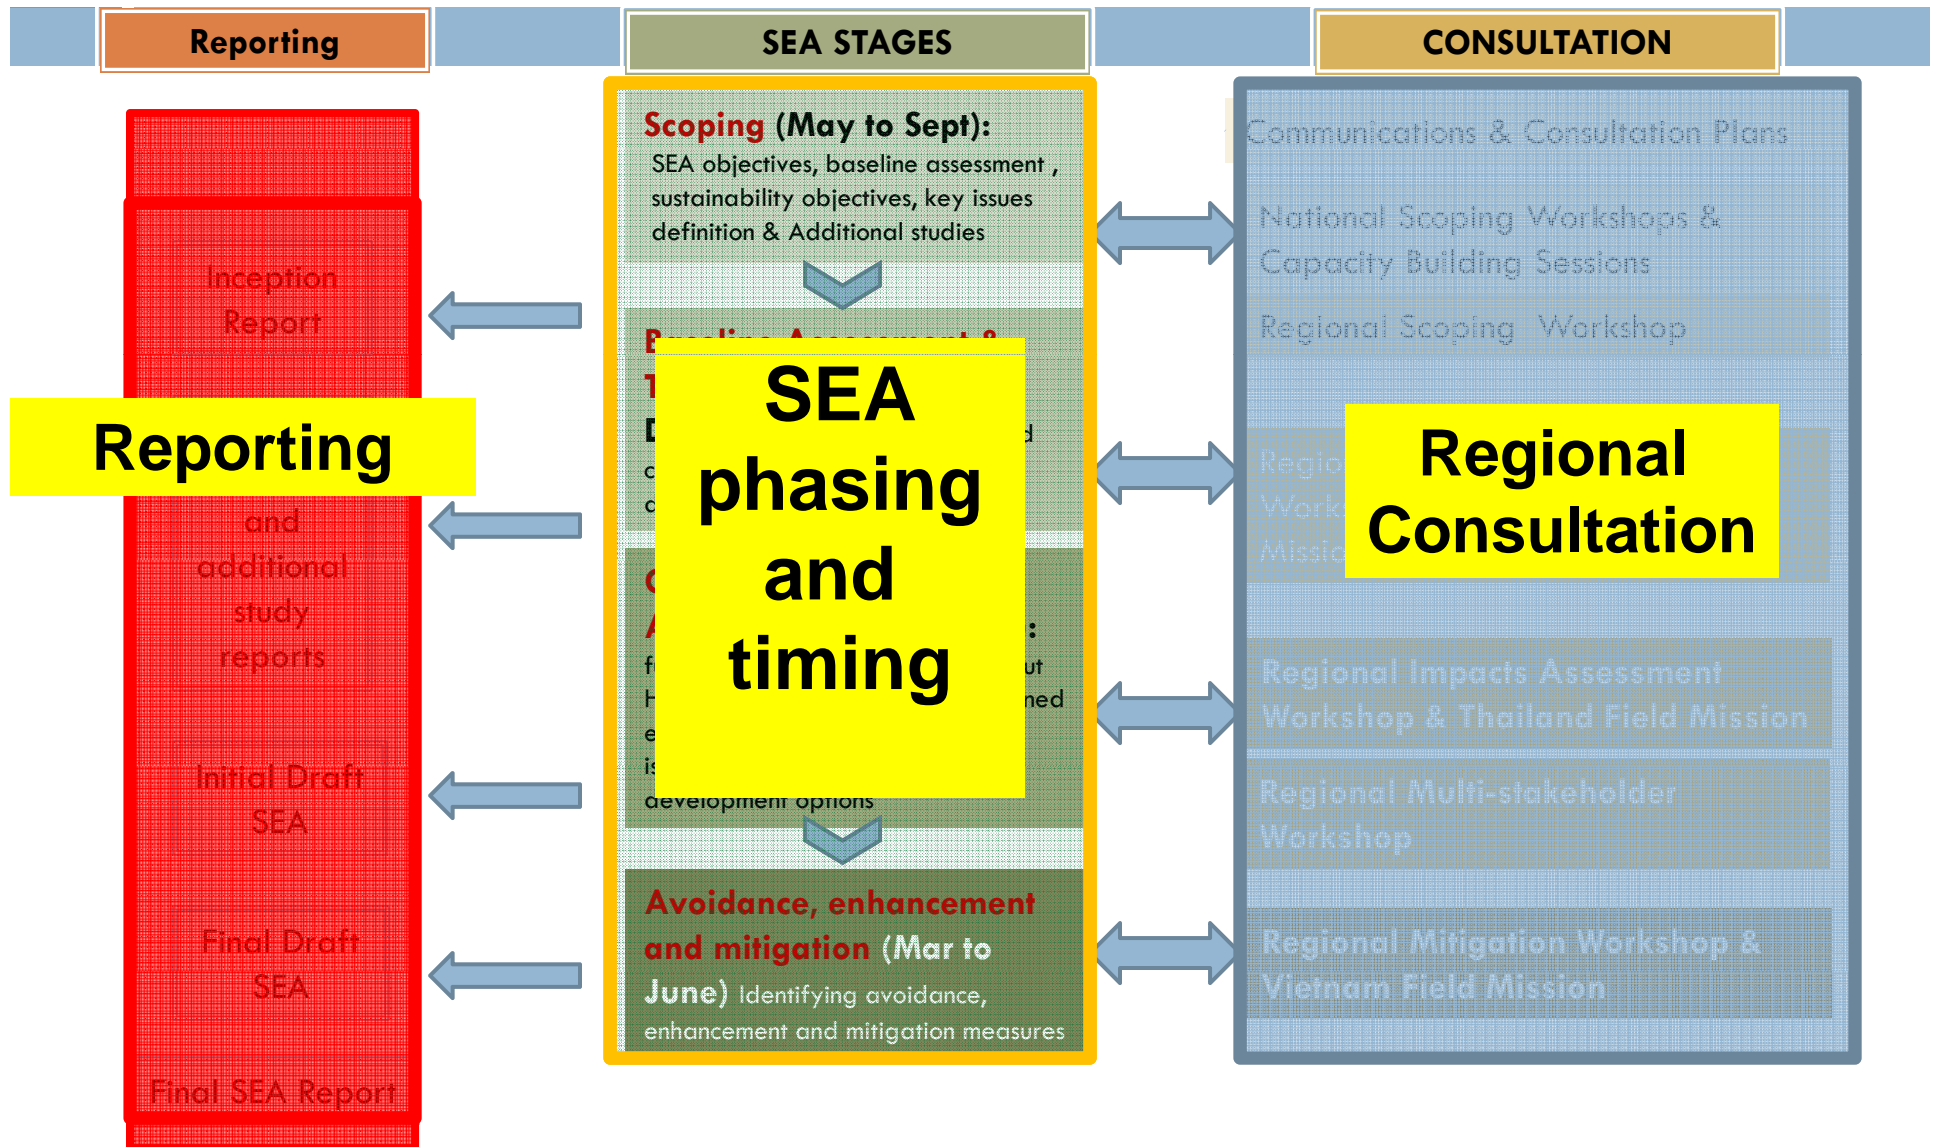 Reporting
SEA STAGES
CONSULTATION
Inception
Report
Reporting
and
additional
study
reports
Initial Draft
SEA
Final Draft
SEA
Final SEA Report
Scoping (May to Sept):
SEA objectives, baseline assessment ,
sustainability objectives, key issues
definition & Additional studies
Baseline Assessment &
SEA
phasing
and
timing
development options
Avoidance, enhancement
and mitigation (Mar to
June) Identifying avoidance,
enhancement and mitigation measures
Communications & Consultation Plans
National Scoping Workshops &
Capacity Building Sessions
Regional Scoping Workshop
Regional
Consultation
Regional Impacts Assessment
Workshop & Thailand Field Mission
Regional Multi-stakeholder
Workshop
Regional Mitigation Workshop &
Vietnam Field Mission